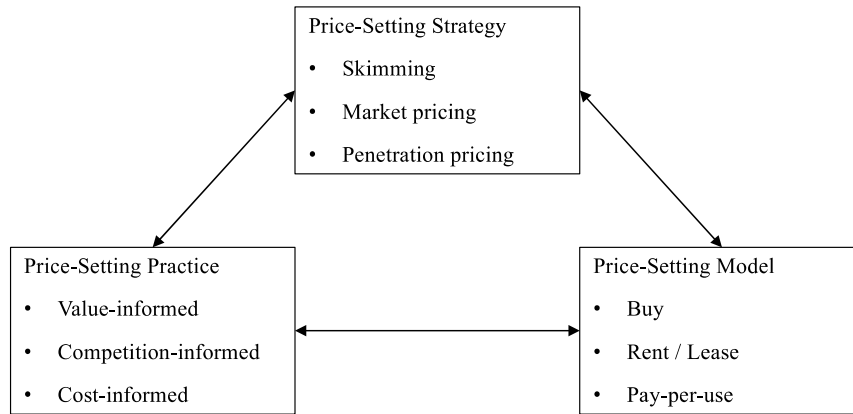 Price-Setting Strategy
• Skimming
• Market pricing
• Penetration pricing
Price-Setting Practice
• Value-informed
• Competition-informed
• Cost-informed
Price-Setting Model
• Buy
• Rent / Lease
• Pay-per-use